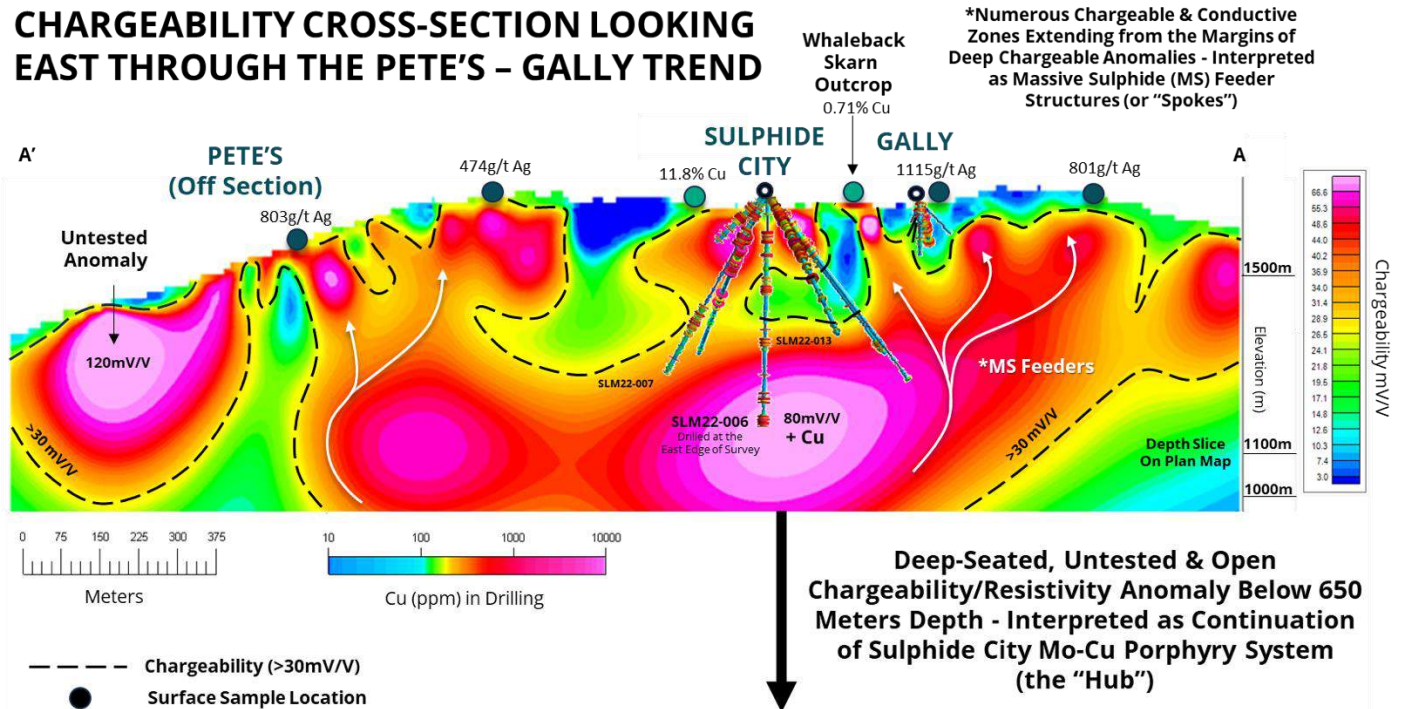 CHARGEABILITY CROSS-SECTION LOOKING
EAST THROUGH THE PETE'S – GALLY TREND
*Numerous Chargeable & Conductive
Zones Extending from the Margins of
Deep Chargeable Anomalies - Interpreted
as Massive Sulphide (MS) Feeder
Structures (or “Spokes”)
Whaleback
Skarn
Outcrop
0.71% Cu
A'
PETE'S
(Off Section)
803g/t Ag
474g/t Ag
11.8% Cu
SULPHIDE
CITY
GALLY
1115g/t Ag
801g/t Ag
A
Untested
Anomaly
120mV/V
>30 mV/V
SLM22-007
SLM22-013
SLM22-006
Drilled at the
East Edge of Survey
80mV/V
+ Cu
*MS Feeders
>30 mV/V
Depth Slice
On Plan Map
1500m
1100m
1000m
Elevation (m)
66.6
55.3
48.6
44.0
40.2
36.9
34.0
31.4
28.9
26.6
24.1
21.8
19.5
17.1
14.8
12.6
10.3
7.4
3.0
Chargeability mV/V
0 75 150 225 300 375
Meters
10 100 1000 10000
Cu (ppm) in Drilling
Deep-Seated, Untested & Open
Chargeability/Resistivity Anomaly Below 650
Meters Depth - Interpreted as Continuation
of Sulphide City Mo-Cu Porphyry System
(the “Hub”)
Chargeability (>30mV/V)
Surface Sample Location